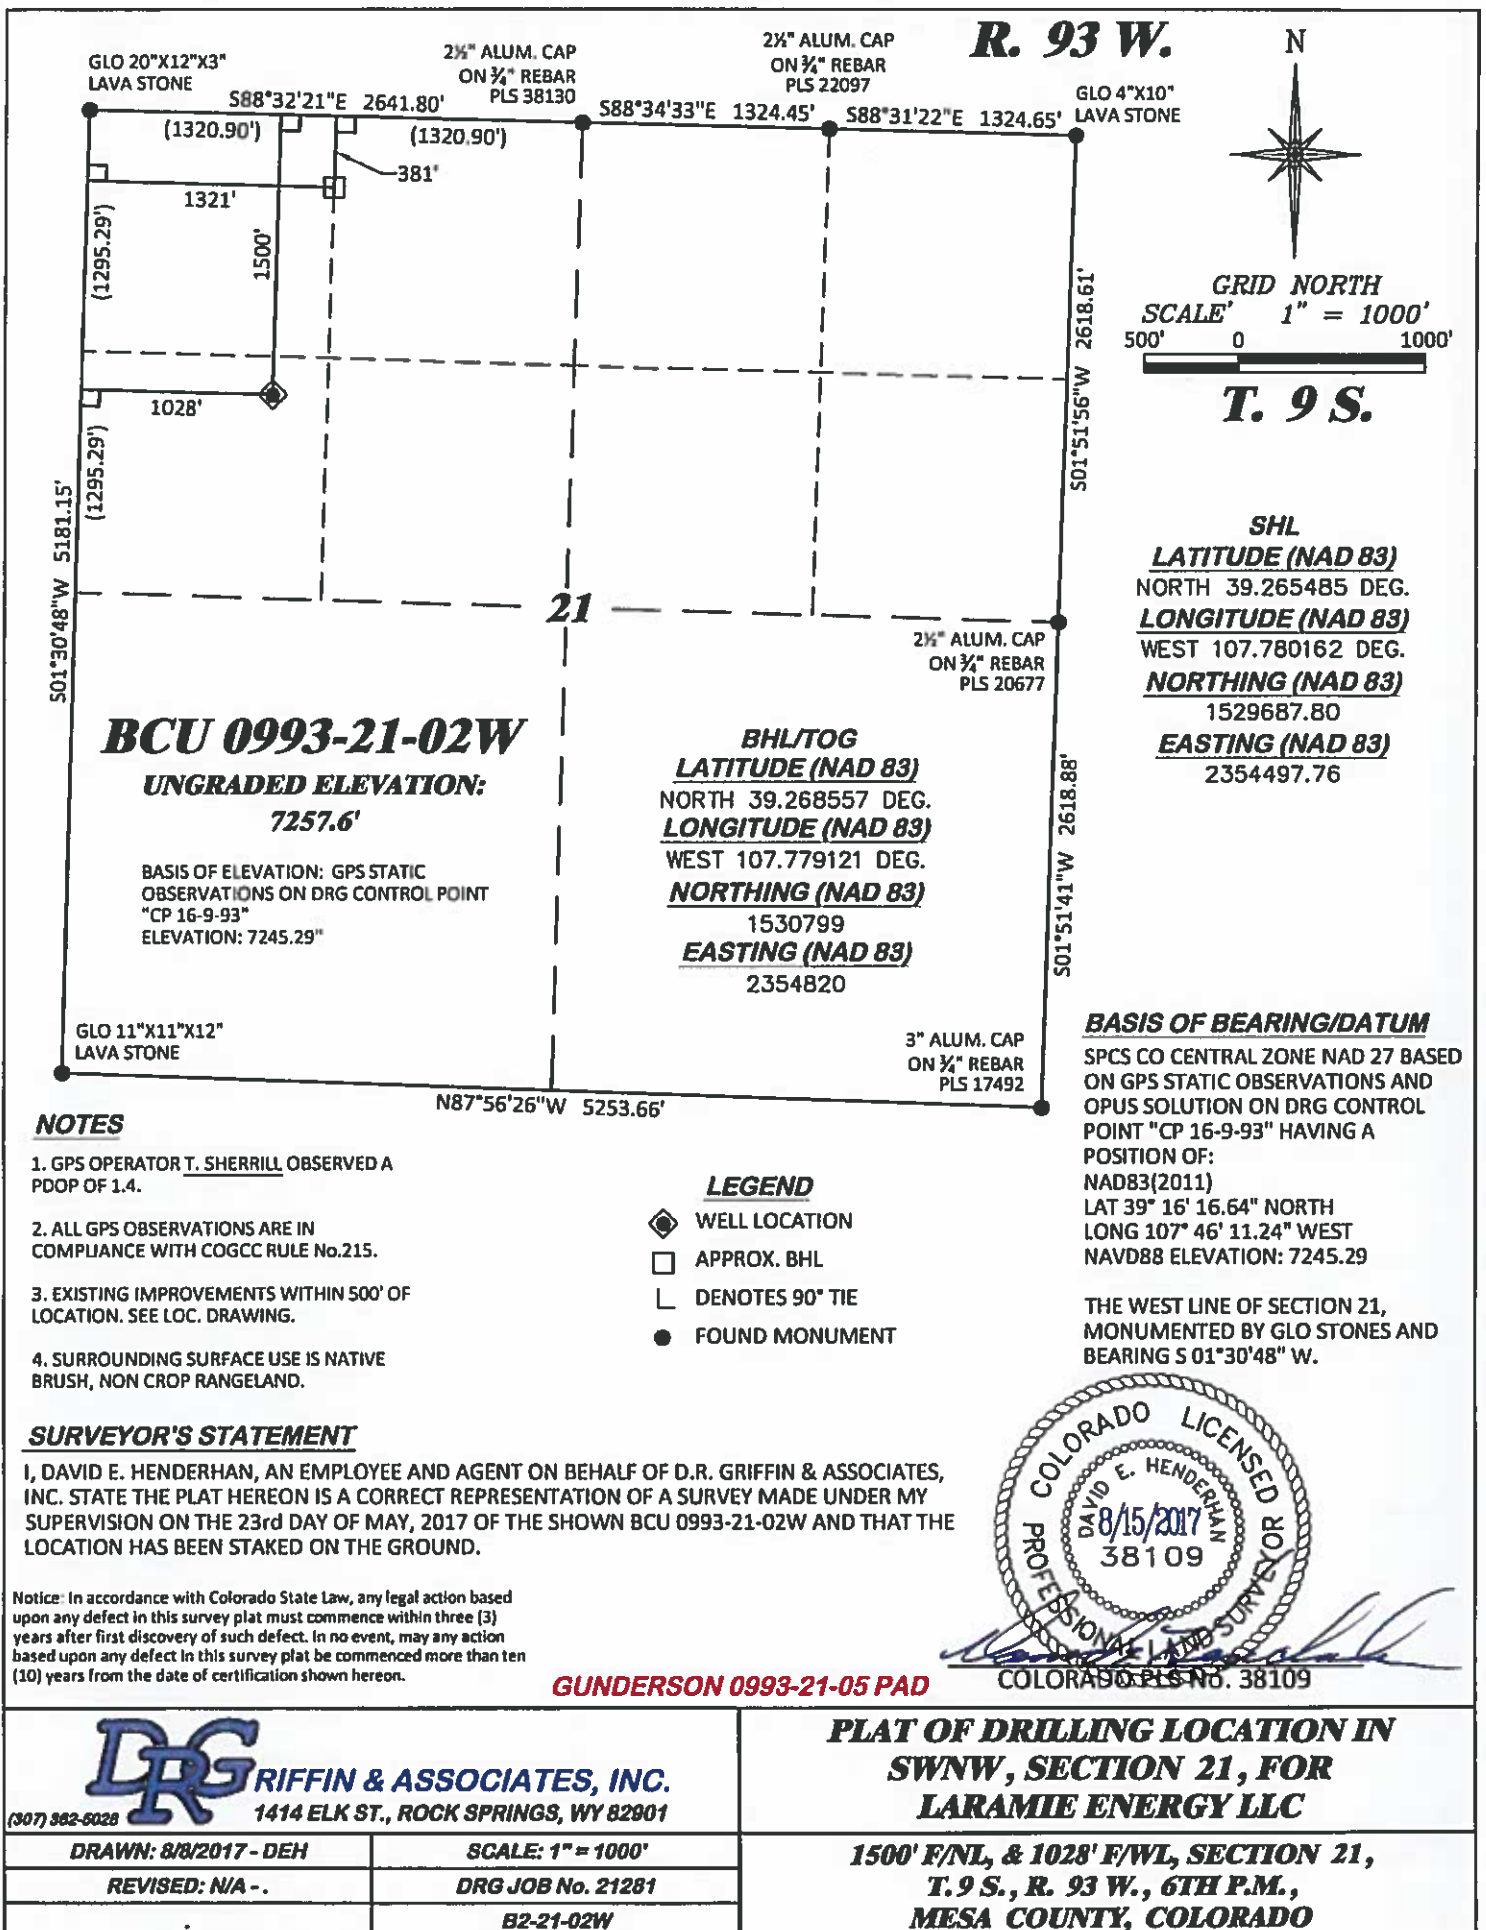 R. 93 W.
N
GLO 20"X12"X3"
LAVA STONE
2½" ALUM. CAP
ON ¾" REBAR
PLS 38130
2½" ALUM. CAP
ON ¾" REBAR
PLS 22097
GLO 4"X10"
LAVA STONE
S88°32'21"E 2641.80'
(1320.90')
(1320.90')
S88°34'33"E 1324.45'
S88°31'22"E 1324.65'
381'
1321'
(1295.29')
1500'
1028'
(1295.29')
S01°30'48"W 5181.15'
S01°51'56"W 2618.61'
GRID NORTH
SCALE' 1" = 1000'
500' 0 1000'
T. 9 S.
21
2½" ALUM. CAP
ON ¾" REBAR
PLS 20677
SHL
LATITUDE (NAD 83)
NORTH 39.265485 DEG.
LONGITUDE (NAD 83)
WEST 107.780162 DEG.
NORTHING (NAD 83)
1529687.80
EASTING (NAD 83)
2354497.76
BCU 0993-21-02W
UNGRADED ELEVATION:
7257.6'
BASIS OF ELEVATION: GPS STATIC
OBSERVATIONS ON DRG CONTROL POINT
"CP 16-9-93"
ELEVATION: 7245.29"
BHL/TOG
LATITUDE (NAD 83)
NORTH 39.268557 DEG.
LONGITUDE (NAD 83)
WEST 107.779121 DEG.
NORTHING (NAD 83)
1530799
EASTING (NAD 83)
2354820
S01°51'41"W 2618.88'
GLO 11"X11"X12"
LAVA STONE
3" ALUM. CAP
ON ¾" REBAR
PLS 17492
N87°56'26"W 5253.66'
BASIS OF BEARING/DATUM
SPCS CO CENTRAL ZONE NAD 27 BASED
ON GPS STATIC OBSERVATIONS AND
OPUS SOLUTION ON DRG CONTROL
POINT "CP 16-9-93" HAVING A
POSITION OF:
NAD83(2011)
LAT 39° 16' 16.64" NORTH
LONG 107° 46' 11.24" WEST
NAVD88 ELEVATION: 7245.29
THE WEST LINE OF SECTION 21,
MONUMENTED BY GLO STONES AND
BEARING S 01°30'48" W.
NOTES
1. GPS OPERATOR T. SHERRILL OBSERVED A
PDOP OF 1.4.
2. ALL GPS OBSERVATIONS ARE IN
COMPLIANCE WITH COGCC RULE No.215.
3. EXISTING IMPROVEMENTS WITHIN 500' OF
LOCATION. SEE LOC. DRAWING.
4. SURROUNDING SURFACE USE IS NATIVE
BRUSH, NON CROP RANGELAND.
LEGEND
WELL LOCATION
APPROX. BHL
DENOTES 90° TIE
FOUND MONUMENT
SURVEYOR'S STATEMENT
I, DAVID E. HENDERHAN, AN EMPLOYEE AND AGENT ON BEHALF OF D.R. GRIFFIN & ASSOCIATES,
INC. STATE THE PLAT HEREON IS A CORRECT REPRESENTATION OF A SURVEY MADE UNDER MY
SUPERVISION ON THE 23rd DAY OF MAY, 2017 OF THE SHOWN BCU 0993-21-02W AND THAT THE
LOCATION HAS BEEN STAKED ON THE GROUND.
COLORADO LICENSED
PROFESSIONAL LAND SURVEYOR
DAVID E. HENDERHAN
8/15/2017
38109
COLORADO PLS No. 38109
Notice: In accordance with Colorado State Law, any legal action based
upon any defect in this survey plat must commence within three (3)
years after first discovery of such defect. In no event, may any action
based upon any defect in this survey plat be commenced more than ten
(10) years from the date of certification shown hereon.
GUNDERSON 0993-21-05 PAD
DRG
RIFFIN & ASSOCIATES, INC.
(307) 362-5028
1414 ELK ST., ROCK SPRINGS, WY 82901
DRAWN: 8/8/2017 - DEH
SCALE: 1" = 1000'
REVISED: N/A - .
DRG JOB No. 21281
.
B2-21-02W
PLAT OF DRILLING LOCATION IN
SWNW, SECTION 21, FOR
LARAMIE ENERGY LLC
1500' F/NL, & 1028' F/WL, SECTION 21,
T.9 S., R. 93 W., 6TH P.M.,
MESA COUNTY, COLORADO